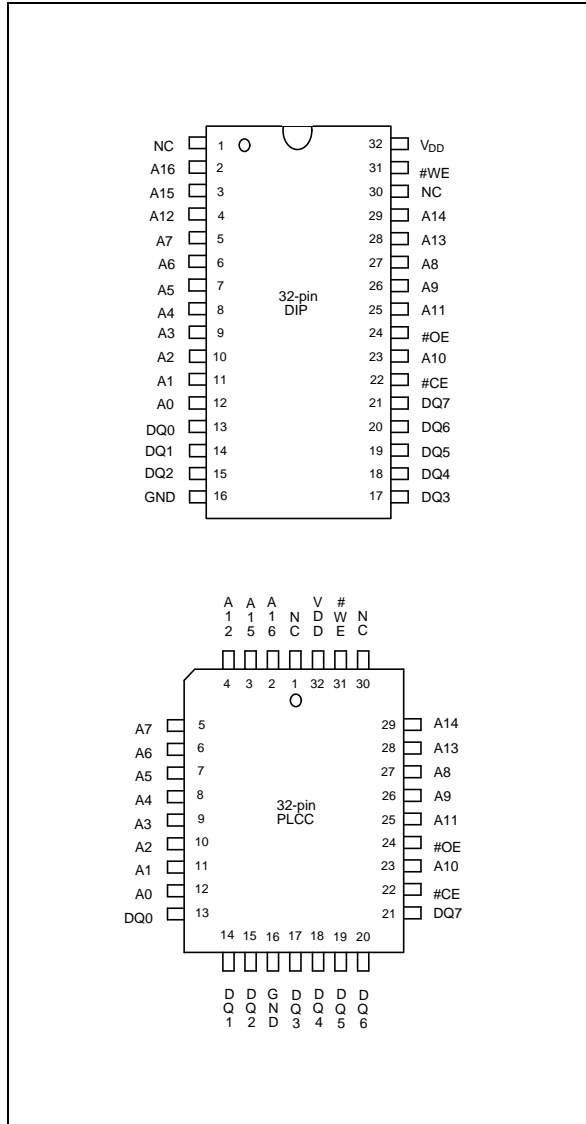 NC 1 32 VDD
A16 2 31 #WE
A15 3 30 NC
A12 4 29 A14
A7 5 28 A13
A6 6 27 A8
A5 7 26 A9
A4 8 25 A11
A3 9 24 #OE
A2 10 23 A10
A1 11 22 #CE
A0 12 21 DQ7
DQ0 13 20 DQ6
DQ1 14 19 DQ5
DQ2 15 18 DQ4
GND 16 17 DQ3
32-pin
DIP
A12 A15 A16 NC VDD #WE NC
4 3 2 1 32 31 30
A7 5 29 A14
A6 6 28 A13
A5 7 27 A8
A4 8 26 A9
A3 9 25 A11
A2 10 24 #OE
A1 11 23 A10
A0 12 22 #CE
DQ0 13 21 DQ7
32-pin
PLCC
14 15 16 17 18 19 20
DQ1 DQ2 GND DQ3 DQ4 DQ5 DQ6